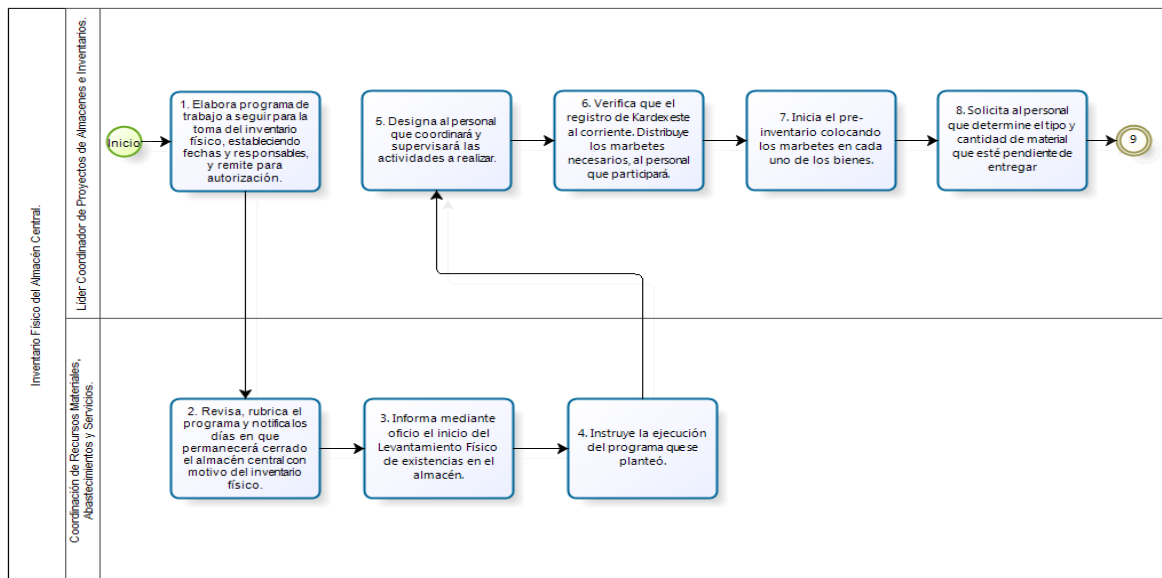 Inventario Físico del Almacén Central.
Líder Coordinador de Proyectos de Almacenes e Inventarios.
Inicio
1. Elabora programa de
trabajo a seguir para la
toma del inventario
físico, estableciendo
fechas y responsables,
y remite para
autorización.
5. Designa al personal
que coordinará y
supervisará las
actividades a realizar.
6. Verifica que el
registro de Kardex este
al corriente. Distribuye
los marbetes
necesarios, al personal
que participará.
7. Inicia el pre-
inventario colocando
los marbetes en cada
uno de los bienes.
8. Solicita al personal
que determine el tipo y
cantidad de material
que esté pendiente de
entregar
9
Coordinación de Recursos Materiales,
Abastecimientos y Servicios.
2. Revisa, rubrica el
programa y notifica los
días en que
permanecerá cerrado
el almacén central con
motivo del inventario
físico.
3. Informa mediante
oficio el inicio del
Levantamiento Físico
de existencias en el
almacén.
4. Instruye la ejecución
del programa que se
planteó.